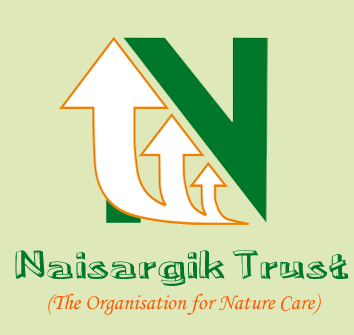 N
Naisargik Trust
(The Organisation for Nature Care)